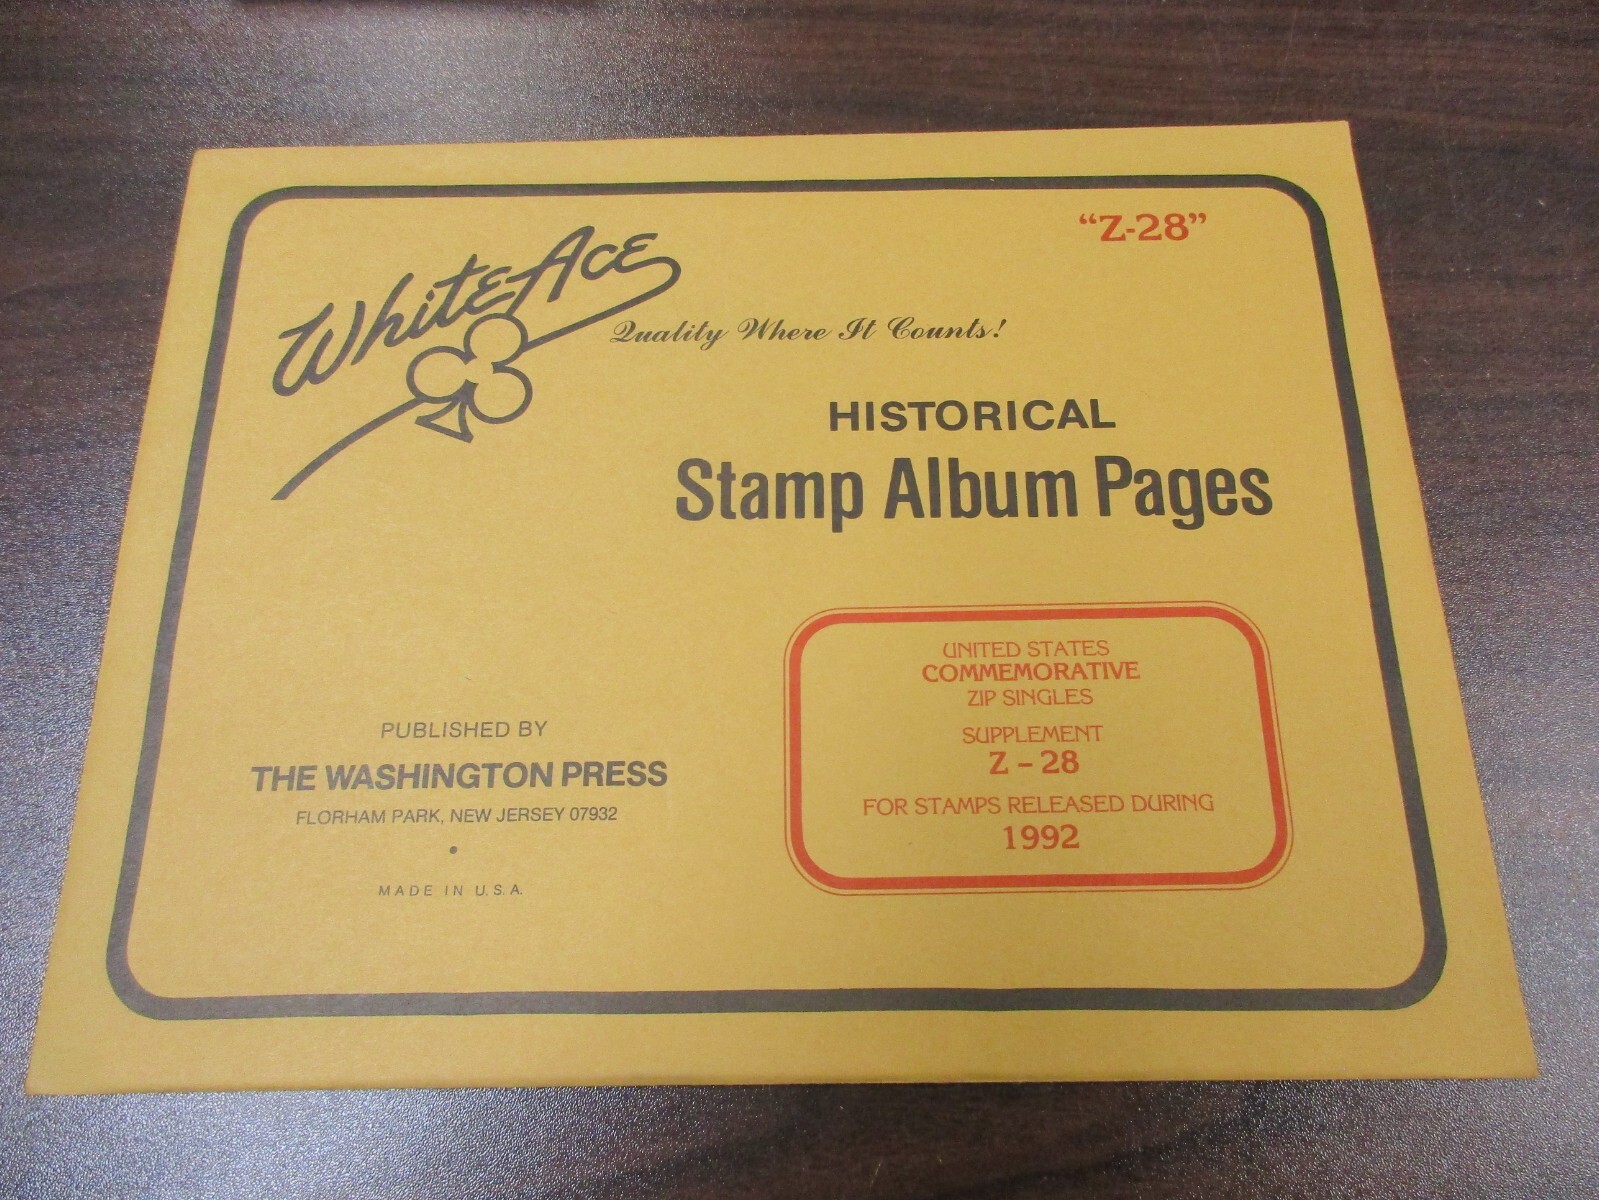 "Z-28"
White Ace
Quality Where It Counts!
HISTORICAL
Stamp Album Pages
UNITED STATES
COMMEMORATIVE
ZIP SINGLES
SUPPLEMENT
Z - 28
FOR STAMPS RELEASED DURING
1992
PUBLISHED BY
THE WASHINGTON PRESS
FLORHAM PARK, NEW JERSEY 07932
•
MADE IN U.S.A.